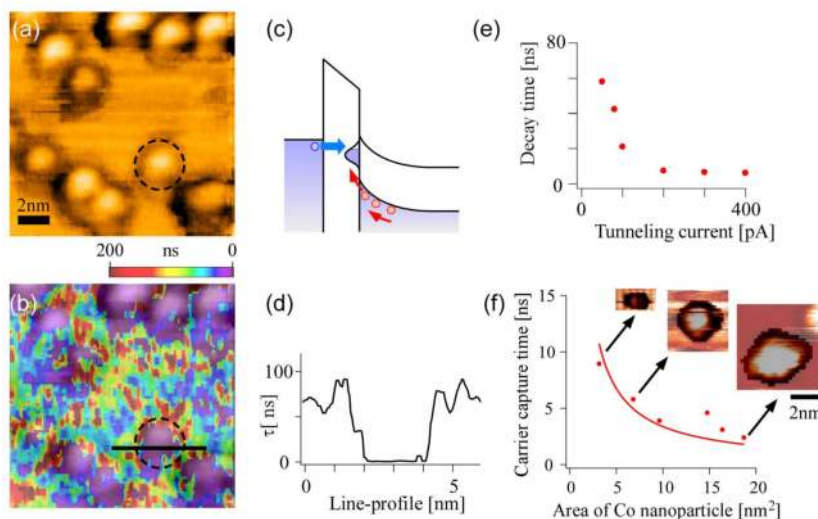 (a)
2nm
200
ns
0
(b)
(c)
(d)
τ[ ns]
100
0
0
2
4
Line-profile [nm]
(e)
Decay time [ns]
80
0
0
400
Tunneling current [pA]
(f)
Carrier capture time [ns]
15
10
5
0
0
5
10
15
20
2nm
Area of Co nanoparticle [nm²]